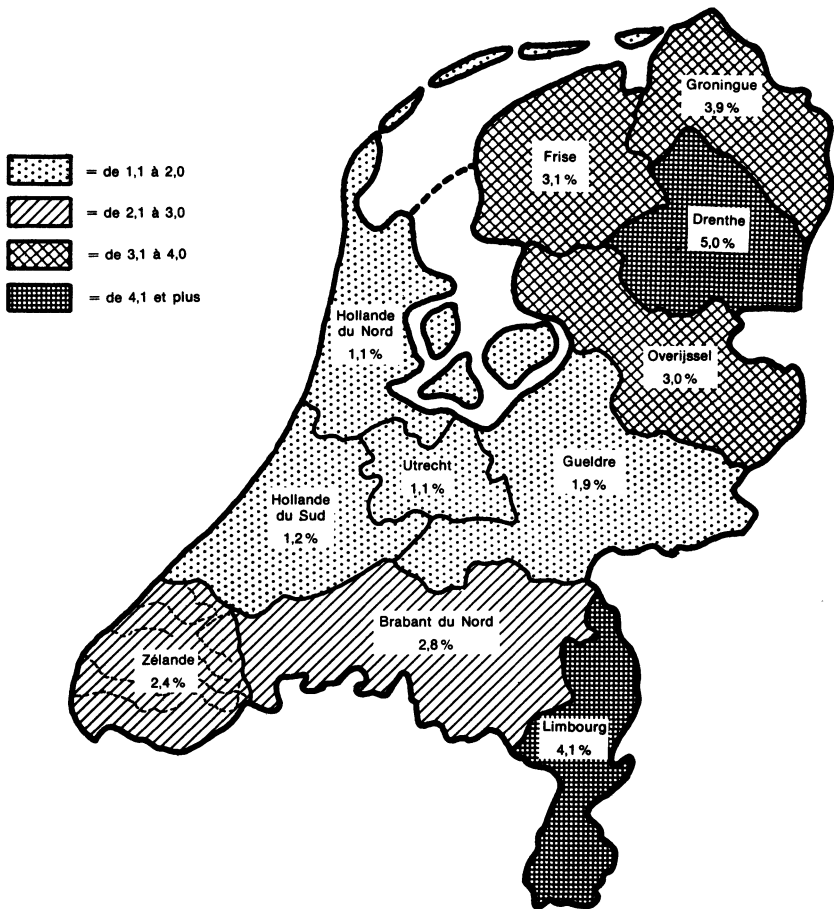 = de 1,1 à 2,0
= de 2,1 à 3,0
= de 3,1 à 4,0
= de 4,1 et plus
Groningue
3,9 %
Frise
3,1 %
Drenthe
5,0 %
Hollande
du Nord
1,1 %
Overijssel
3,0 %
Utrecht
1,1 %
Gueldre
1,9 %
Hollande
du Sud
1,2 %
Brabant du Nord
2,8 %
Zélande
2,4 %
Limbourg
4,1 %